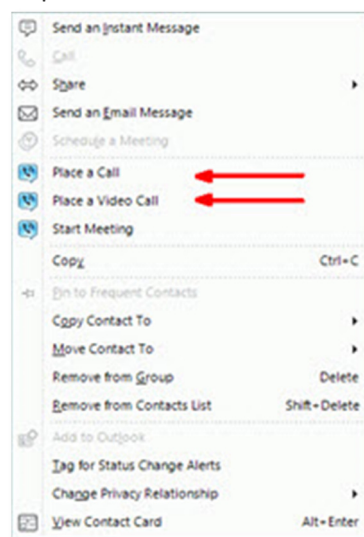 Send an Instant Message
Call
Share
Send an Email Message
Schedule a Meeting
Place a Call
Place a Video Call
Start Meeting
Copy Ctrl+C
Pin to Frequent Contacts
Copy Contact To
Move Contact To
Remove from Group Delete
Remove from Contacts List Shift+Delete
Add to Outlook
Tag for Status Change Alerts
Change Privacy Relationship
View Contact Card Alt+Enter